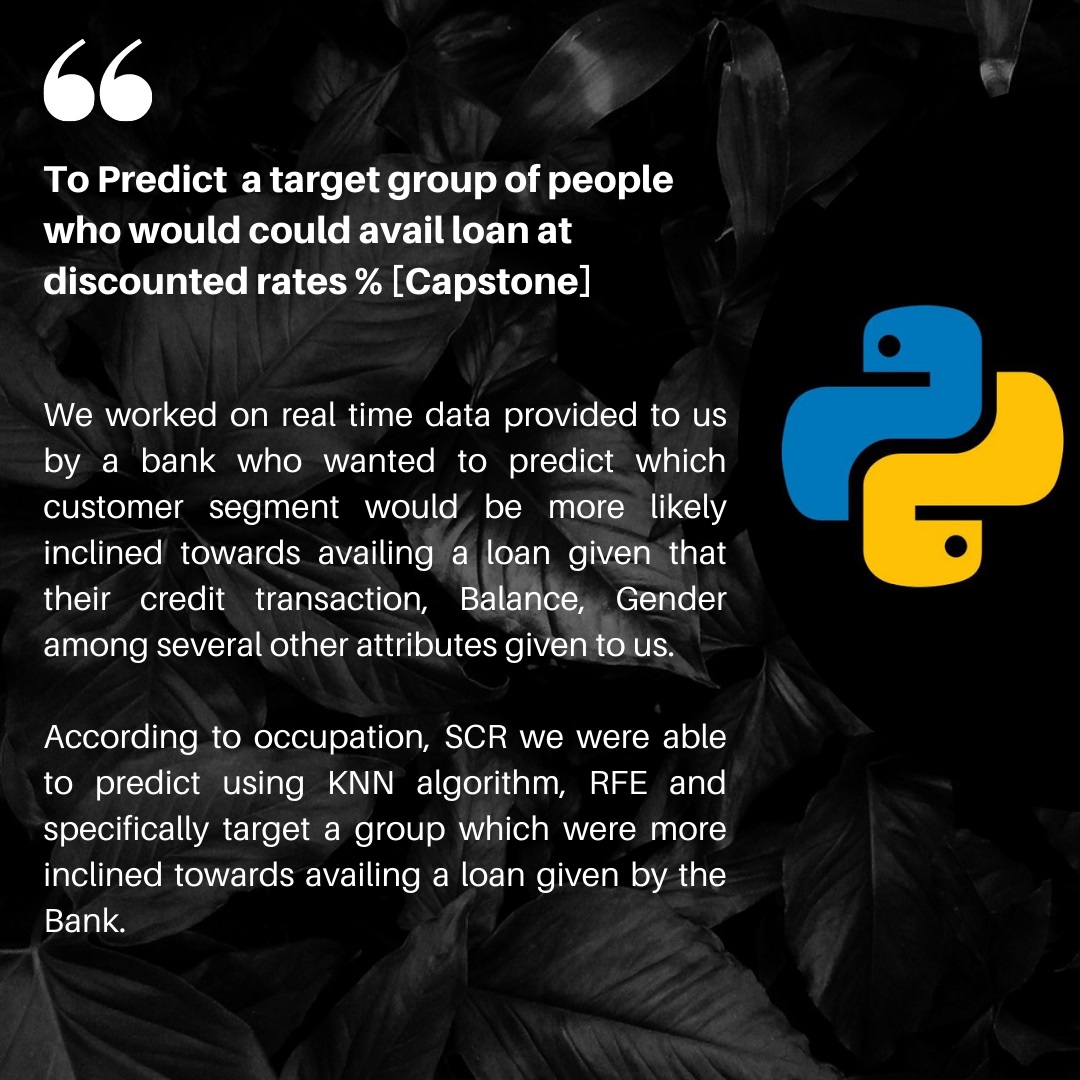 “
To Predict a target group of people
who would could avail loan at
discounted rates % [Capstone]
We worked on real time data provided to us
by a bank who wanted to predict which
customer segment would be more likely
inclined towards availing a loan given that
their credit transaction, Balance, Gender
among several other attributes given to us.
According to occupation, SCR we were able
to predict using KNN algorithm, RFE and
specifically target a group which were more
inclined towards availing a loan given by the
Bank.